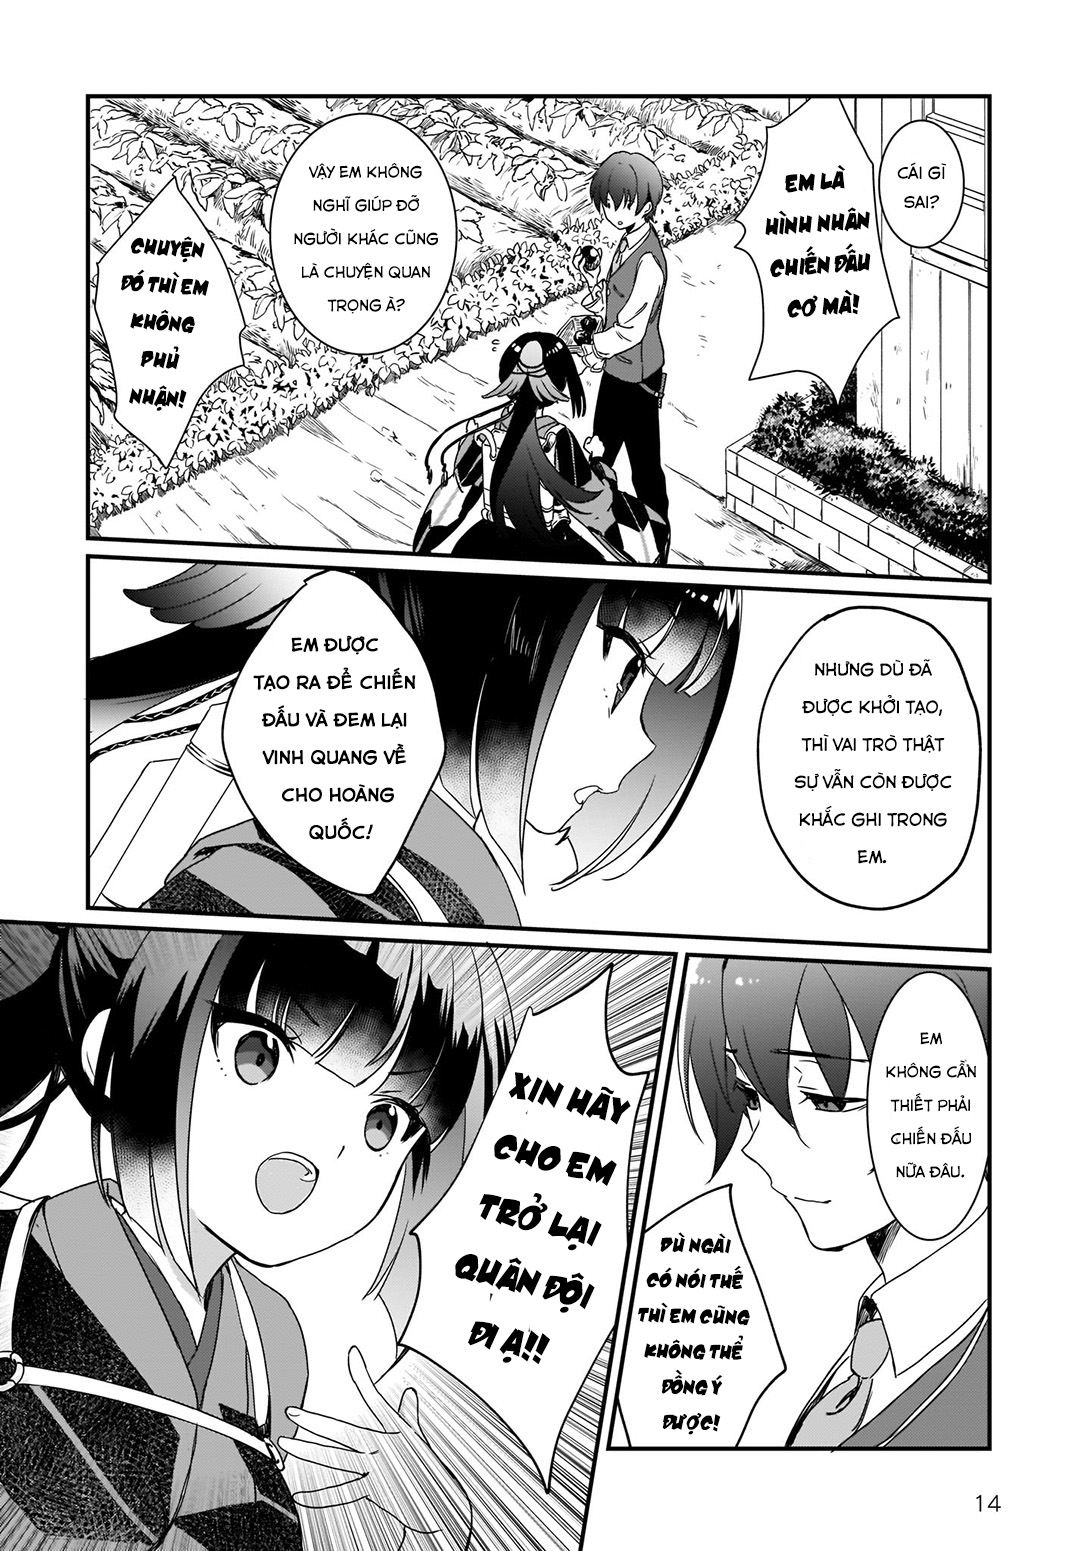 CÁI GÌ
SAI?
EM LÀ
HÌNH NHÂN
CHIẾN ĐẤU
CƠ MÀ!
VẬY EM KHÔNG
NGHĨ GIÚP ĐỠ
NGƯỜI KHÁC CŨNG
LÀ CHUYỆN QUAN
TRỌNG À?
CHUYỆN
ĐÓ THÌ EM
KHÔNG
PHỦ
NHẬN!
NHƯNG DÙ ĐÃ
ĐƯỢC KHỞI TẠO,
THÌ VAI TRÒ THẬT
SỰ VẪN CÒN ĐƯỢC
KHẮC GHI TRONG
EM.
EM ĐƯỢC
TẠO RA ĐỂ CHIẾN
ĐẤU VÀ ĐEM LẠI
VINH QUANG VỀ
CHO HOÀNG
QUỐC!
EM
KHÔNG CẦN
THIẾT PHẢI
CHIẾN ĐẤU
NỮA ĐÂU.
DÙ NGÀI
CÓ NÓI THẾ
THÌ EM CŨNG
KHÔNG THỂ
ĐỒNG Ý
ĐƯỢC!
XIN HÃY
CHO EM
TRỞ LẠI
QUÂN ĐỘI
ĐI Ạ!!
14